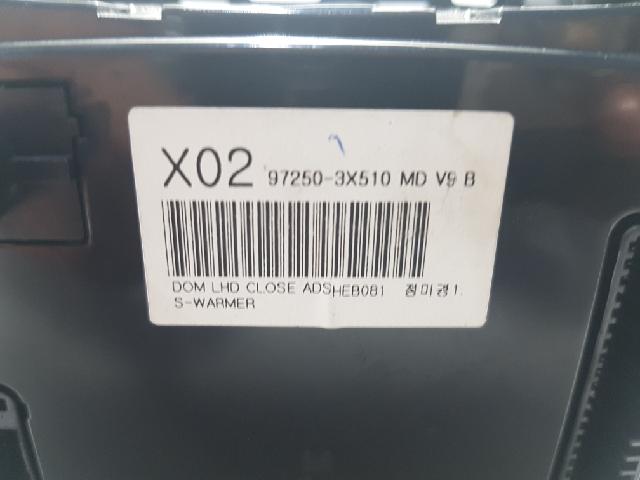 X02 97250-3X510 MD V9 B
DOM LHD CLOSE ADSHEB081 정미경1.
S-WARMER